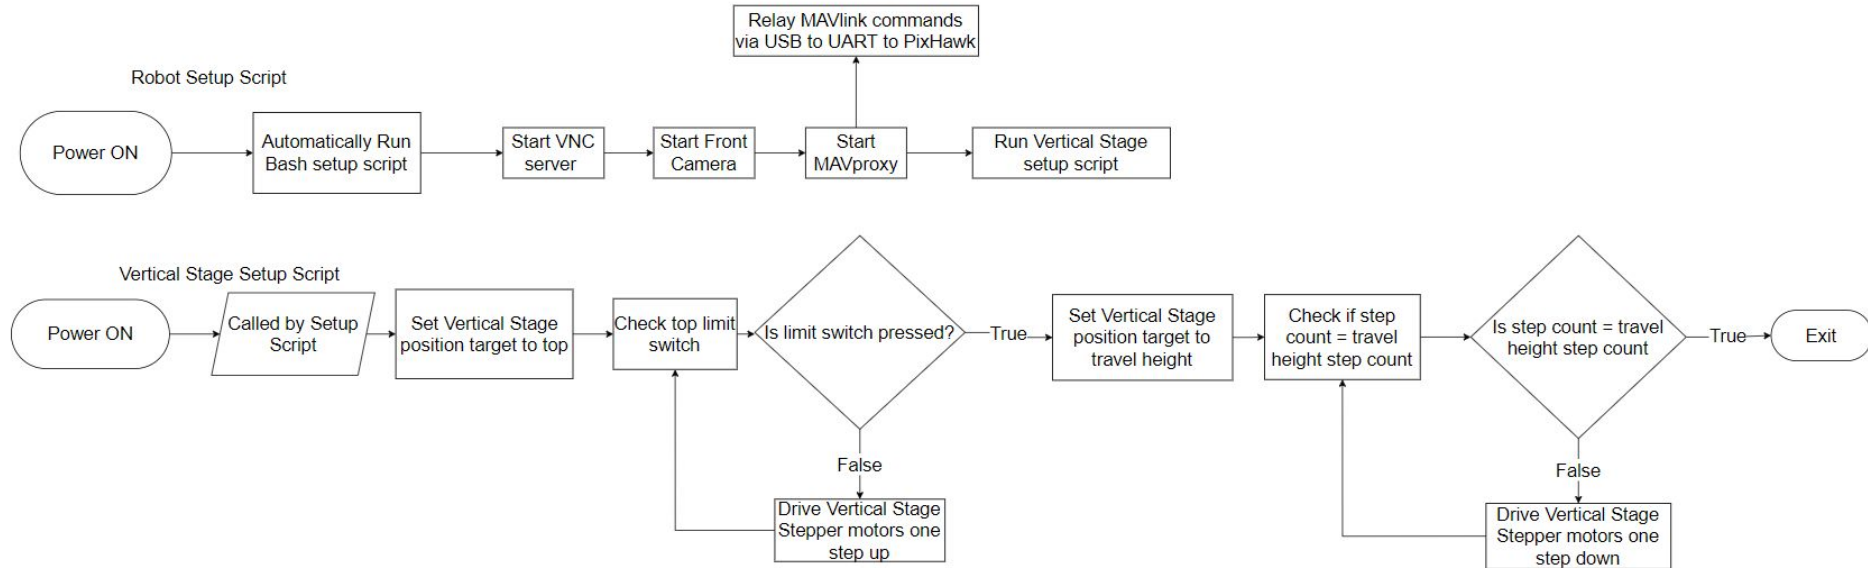 Relay MAVlink commands
via USB to UART to PixHawk
Robot Setup Script
Power ON
Automatically Run
Bash setup script
Start VNC
server
Start Front
Camera
Start
MAVproxy
Run Vertical Stage
setup script
Vertical Stage Setup Script
Power ON
Called by Setup
Script
Set Vertical Stage
position target to top
Check top limit
switch
Is limit switch pressed?
True
False
Drive Vertical Stage
Stepper motors one
step up
Set Vertical Stage
position target to
travel height
Check if step
count = travel
height step count
Is step count = travel
height step count
True
False
Drive Vertical Stage
Stepper motors one
step down
Exit